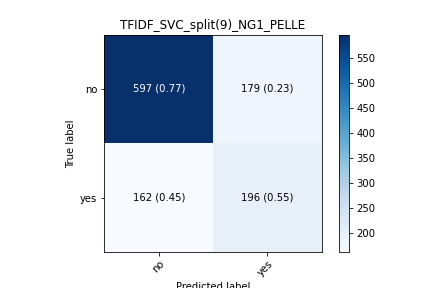 TFIDF_SVC_split(9)_NG1_PELLE
no
597 (0.77)
179 (0.23)
True label
yes
162 (0.45)
196 (0.55)
no
yes
Predicted label
550
500
450
400
350
300
250
200